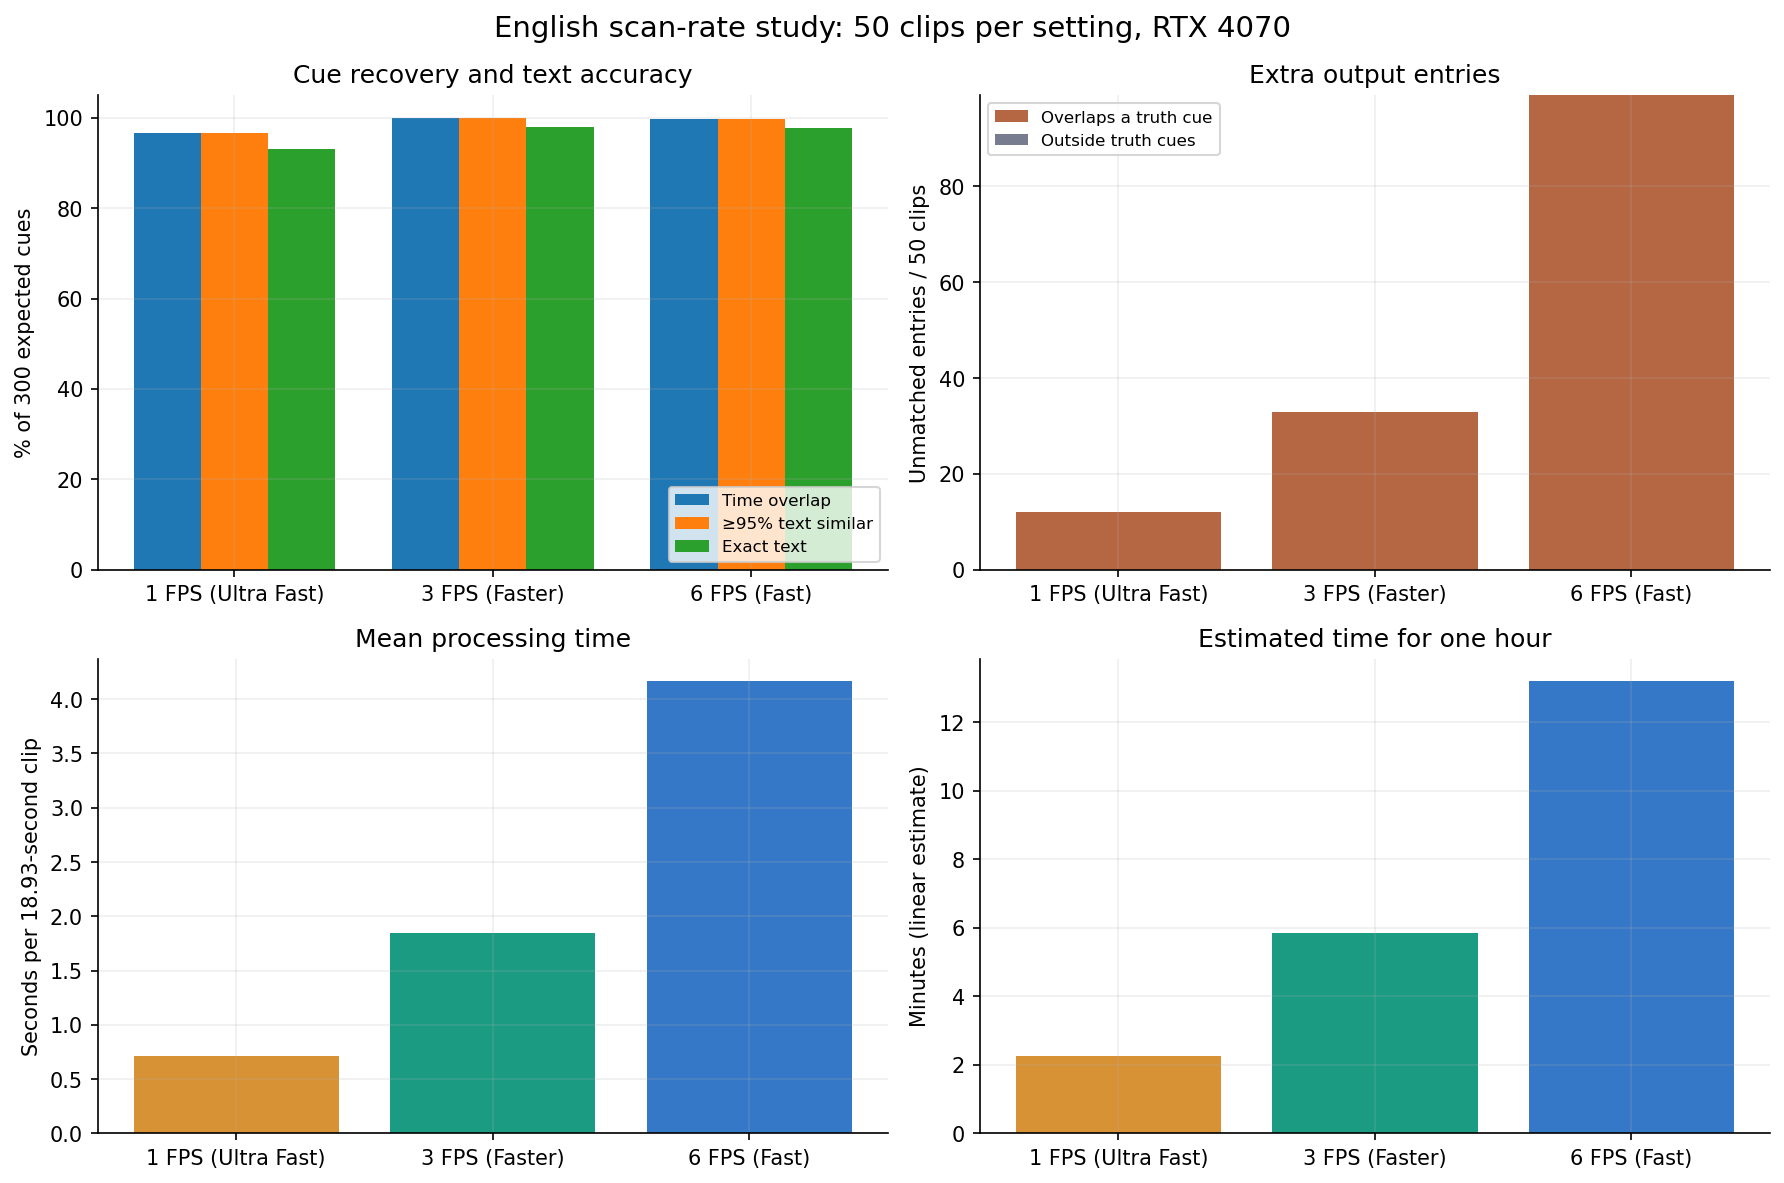 English scan-rate study: 50 clips per setting, RTX 4070
Cue recovery and text accuracy
% of 300 expected cues
100
80
60
40
20
0
Time overlap
≥95% text similar
Exact text
1 FPS (Ultra Fast)
3 FPS (Faster)
6 FPS (Fast)
Extra output entries
Unmatched entries / 50 clips
Overlaps a truth cue
Outside truth cues
80
60
40
20
0
1 FPS (Ultra Fast)
3 FPS (Faster)
6 FPS (Fast)
Mean processing time
Seconds per 18.93-second clip
4.0
3.5
3.0
2.5
2.0
1.5
1.0
0.5
0.0
1 FPS (Ultra Fast)
3 FPS (Faster)
6 FPS (Fast)
Estimated time for one hour
Minutes (linear estimate)
12
10
8
6
4
2
0
1 FPS (Ultra Fast)
3 FPS (Faster)
6 FPS (Fast)